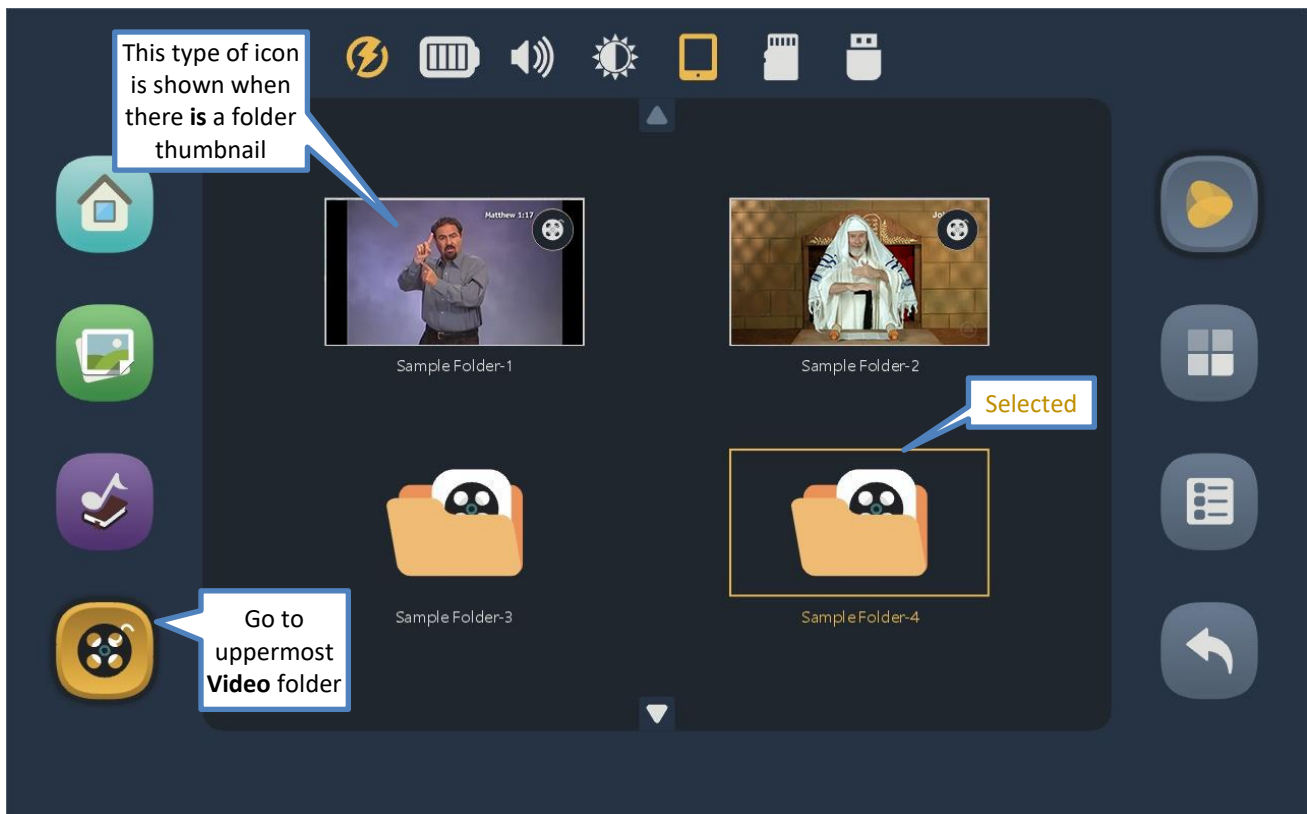 This type of icon
is shown when
there is a folder
thumbnail
Matthew 1:17
Sample Folder-1
Sample Folder-2
Selected
Sample Folder-3
Sample Folder-4
Go to
uppermost
Video folder